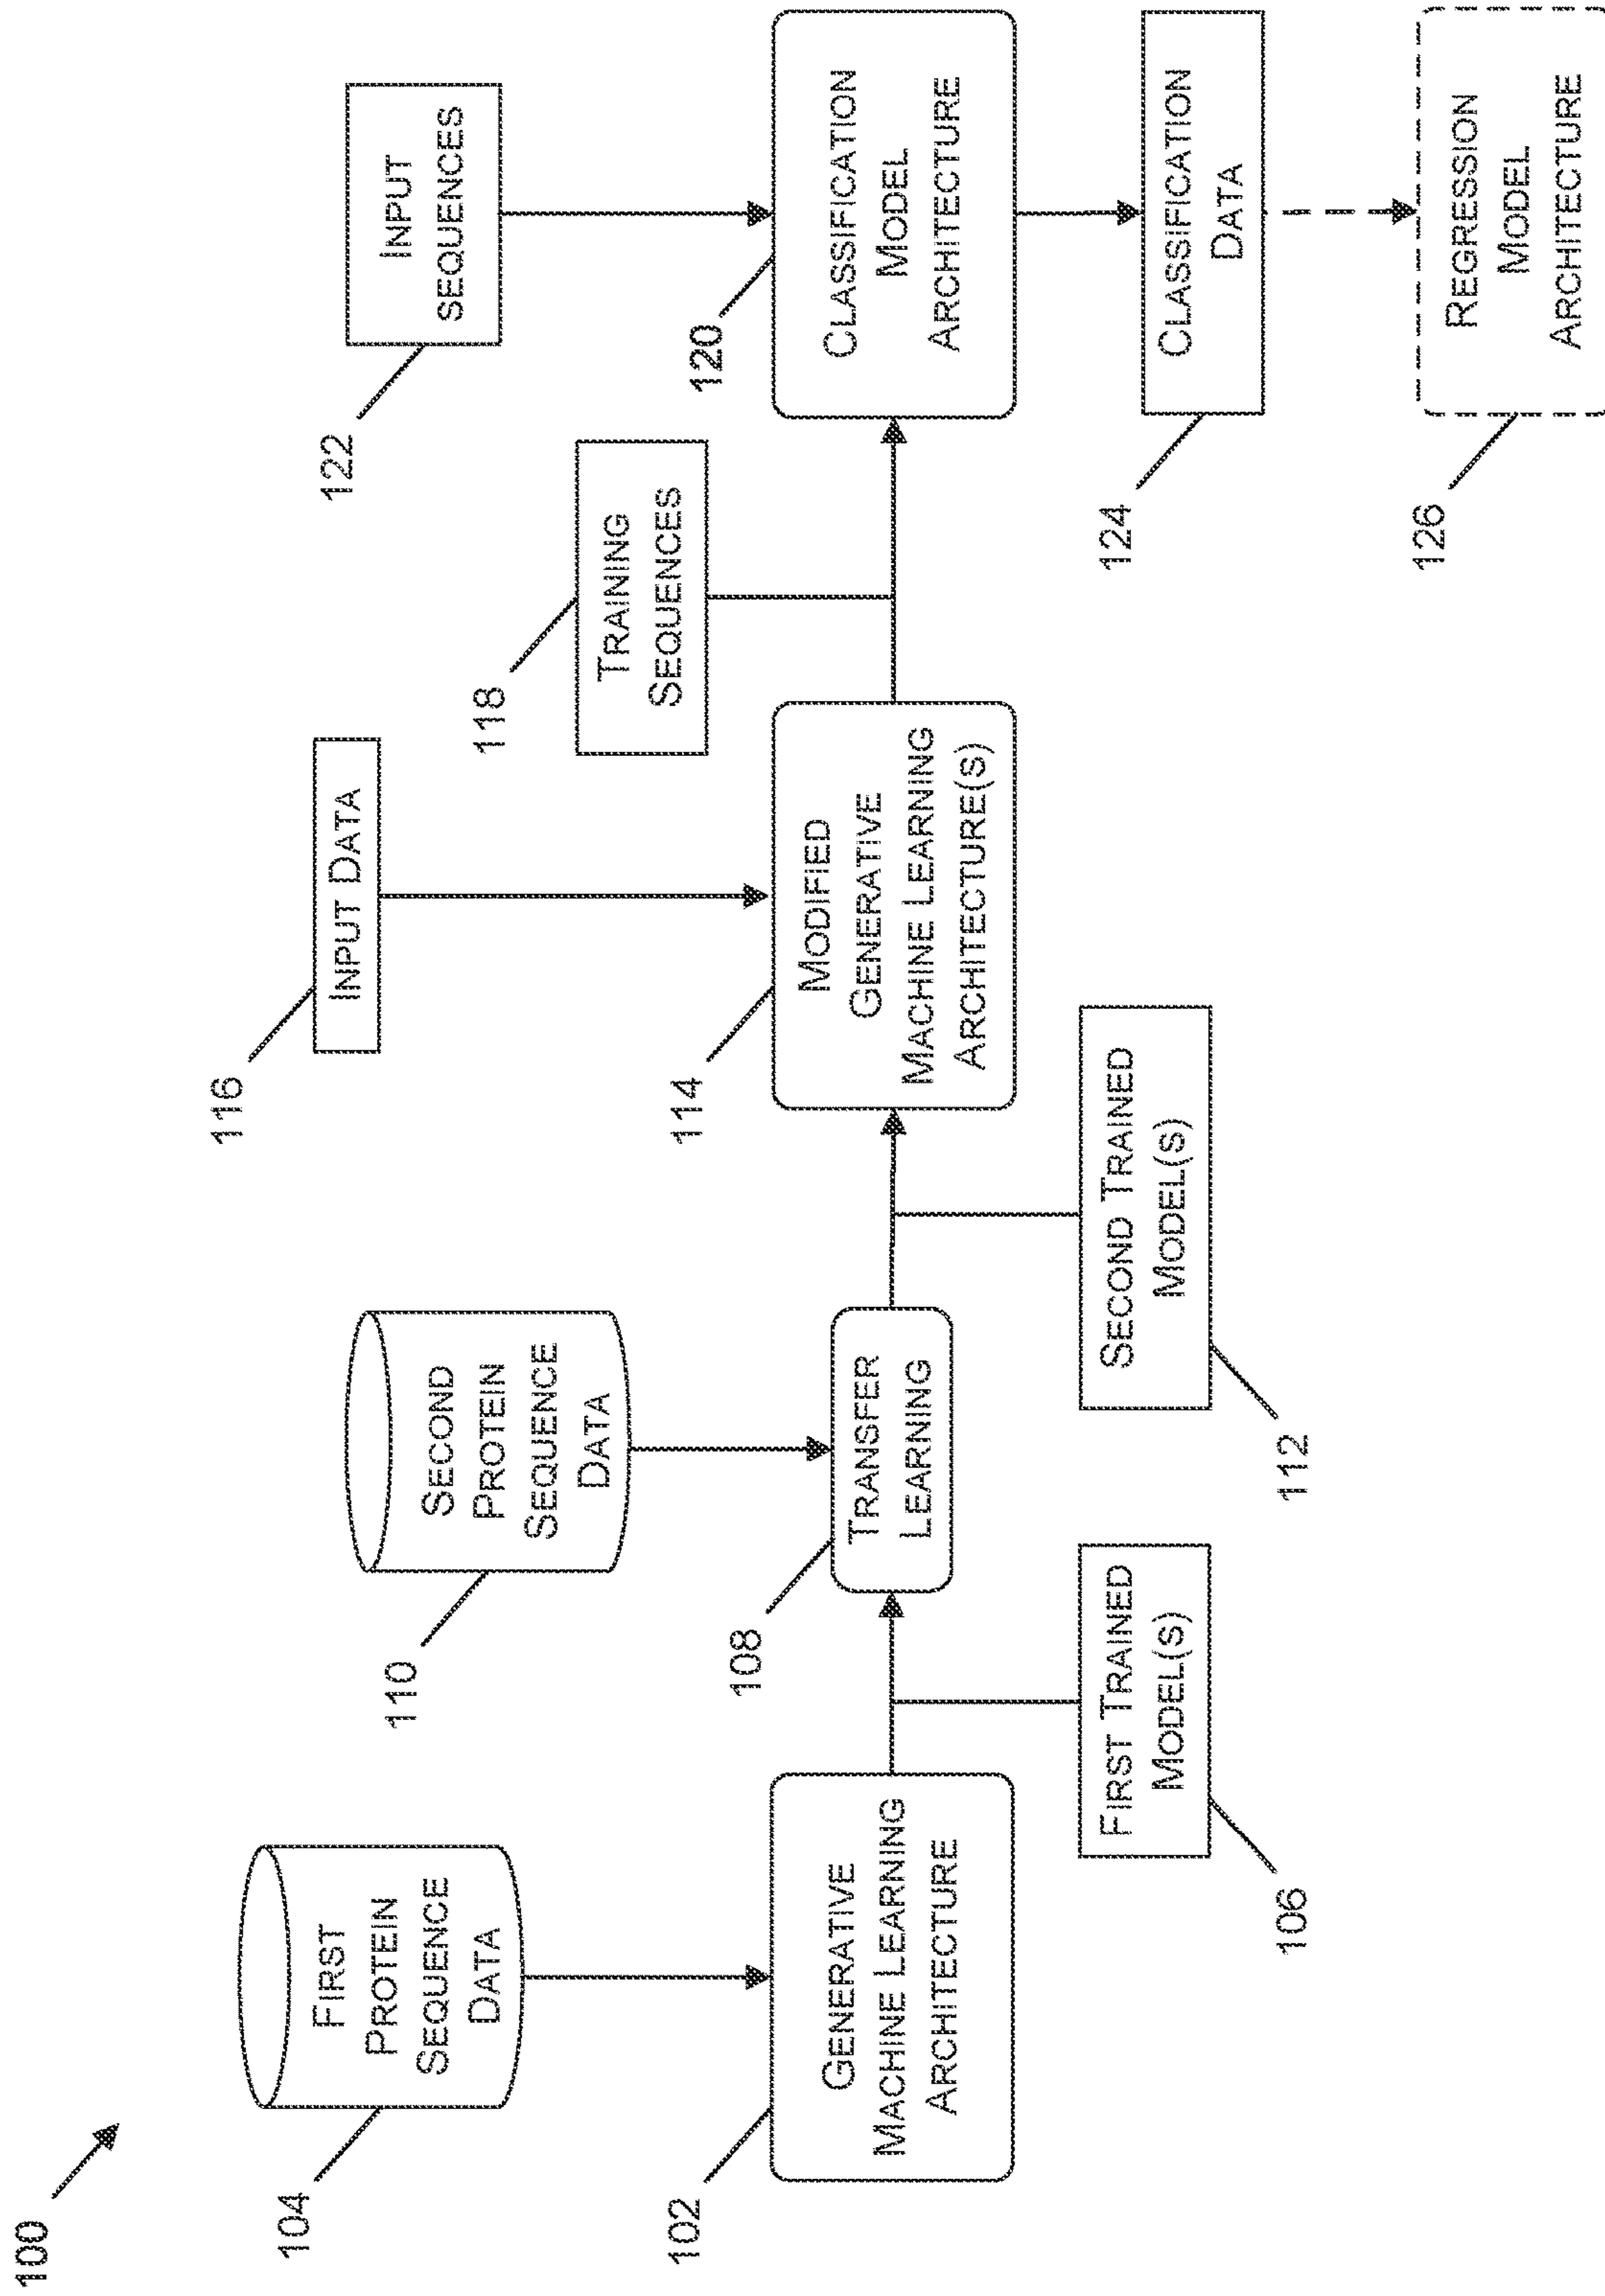 100
104
FIRST
PROTEIN
SEQUENCE
DATA
102
GENERATIVE
MACHINE LEARNING
ARCHITECTURE
106
FIRST TRAINED
MODEL(S)
110
SECOND
PROTEIN
SEQUENCE
DATA
108
TRANSFER
LEARNING
112
SECOND TRAINED
MODEL(S)
116
INPUT DATA
114
MODIFIED
GENERATIVE
MACHINE LEARNING
ARCHITECTURE(S)
118
TRAINING
SEQUENCES
122
INPUT
SEQUENCES
120
CLASSIFICATION
MODEL
ARCHITECTURE
124
CLASSIFICATION
DATA
126
REGRESSION
MODEL
ARCHITECTURE